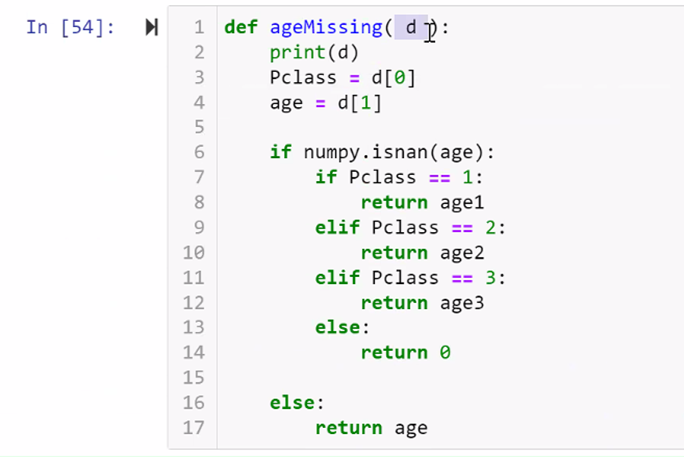 In [54]:
1 def ageMissing( d ):
2     print(d)
3     Pclass = d[0]
4     age = d[1]
5
6     if numpy.isnan(age):
7         if Pclass == 1:
8             return age1
9         elif Pclass == 2:
10             return age2
11         elif Pclass == 3:
12             return age3
13         else:
14             return 0
15
16     else:
17         return age